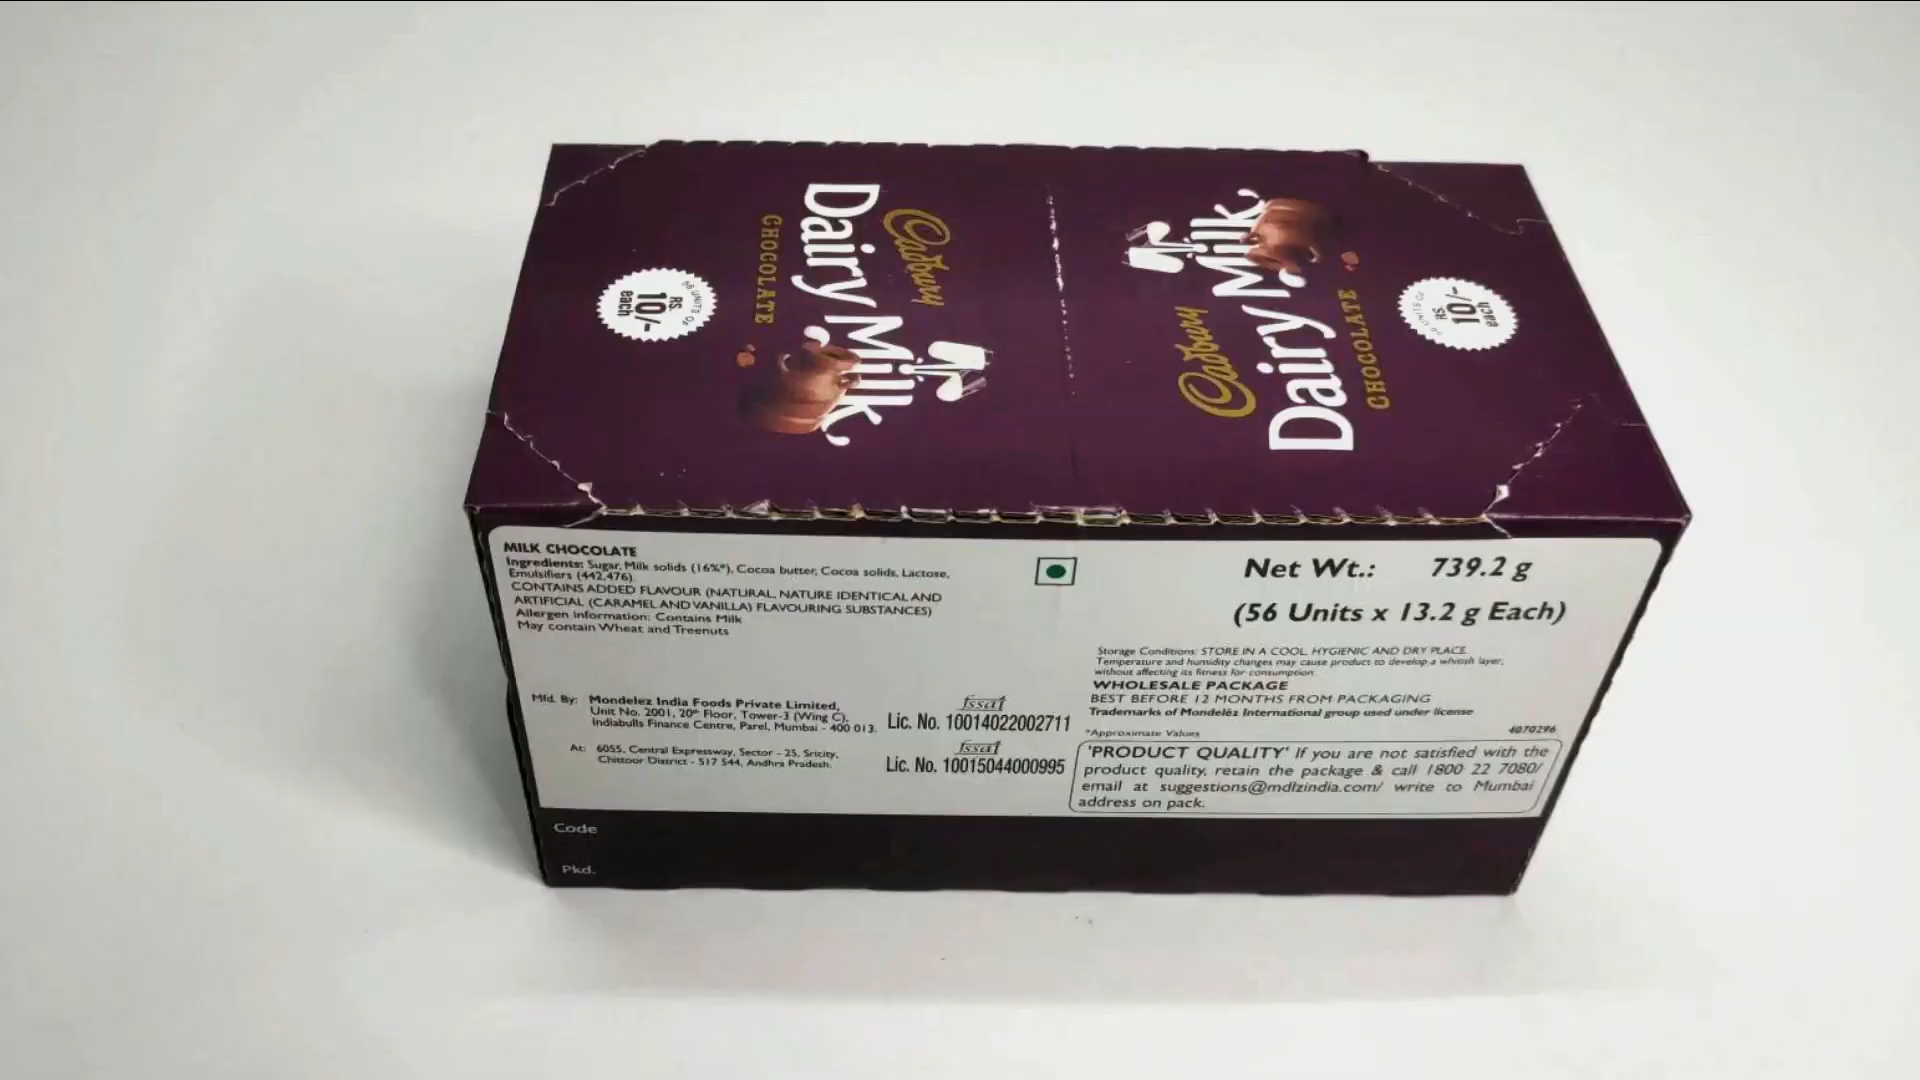 Cadbury
Dairy Milk
CHOCOLATE
56 UNITS OF
RS.
10/-
each
Cadbury
Dairy Milk
CHOCOLATE
56 UNITS OF
RS.
10/-
each
MILK CHOCOLATE
Ingredients: Sugar, Milk solids (16%*), Cocoa butter, Cocoa solids, Lactose,
Emulsifiers (442,476).
CONTAINS ADDED FLAVOUR (NATURAL, NATURE IDENTICAL AND
ARTIFICIAL (CARAMEL AND VANILLA) FLAVOURING SUBSTANCES)
Allergen information: Contains Milk
May contain Wheat and Treenuts
Mfd. By: Mondelez India Foods Private Limited,
Unit No. 2001, 20th Floor, Tower-3 (Wing C),
Indiabulls Finance Centre, Parel, Mumbai - 400 013.
At: 6055, Central Expressway, Sector - 25, Sricity,
Chittoor District - 517 544, Andhra Pradesh.
fssai
Lic. No. 10014022002711
fssai
Lic. No. 10015044000995
Net Wt.: 739.2 g
(56 Units x 13.2 g Each)
Storage Conditions: STORE IN A COOL, HYGIENIC AND DRY PLACE
Temperature and humidity changes may cause product to develop a whitish layer,
without affecting its fitness for consumption.
WHOLESALE PACKAGE
BEST BEFORE 12 MONTHS FROM PACKAGING
Trademarks of Mondelēz International group used under license
*Approximate Values
4070296
'PRODUCT QUALITY' If you are not satisfied with the
product quality, retain the package & call 1800 22 7080/
email at suggestions@mdlzindia.com/ write to Mumbai
address on pack.
Code
Pkd.